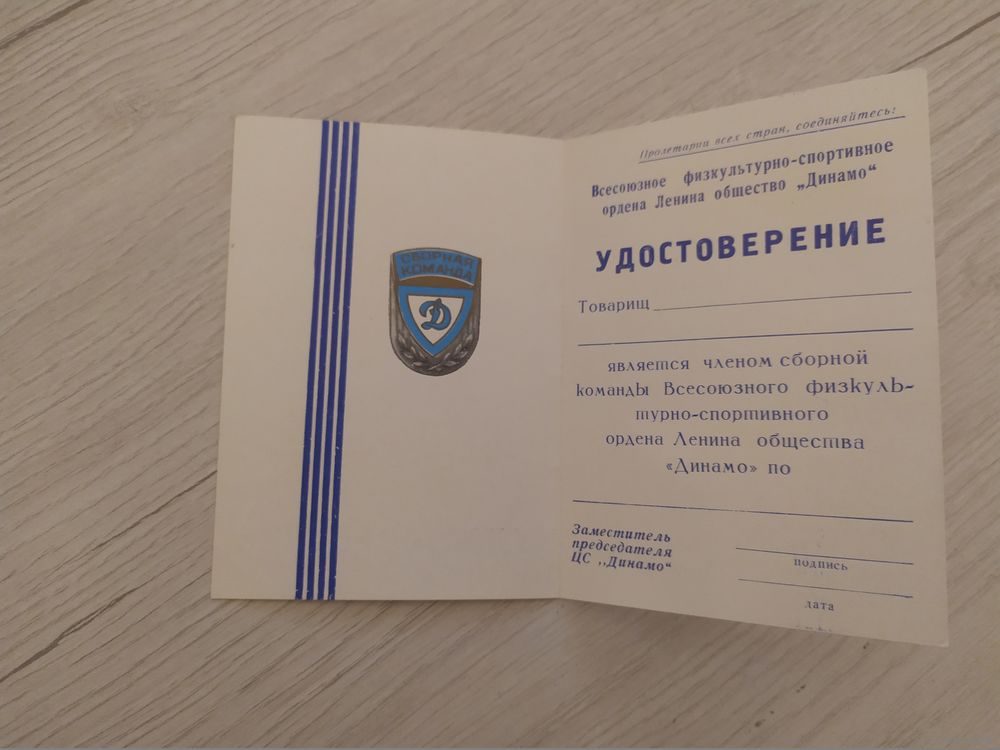 СБОРНАЯ
КОМАНДА
Д
Пролетарии всех стран, соединяйтесь!
Всесоюзное физкультурно-спортивное
ордена Ленина общество „Динамо“
УДОСТОВЕРЕНИЕ
Товарищ
является членом сборной
команды Всесоюзного физкуль-
турно-спортивного
ордена Ленина общества
«Динамо» по
Заместитель
председателя
ЦС „Динамо“
подпись
дата